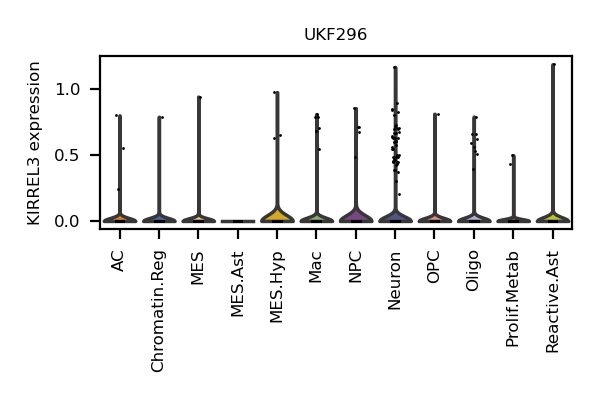 UKF296
KIRREL3 expression
1.0
0.5
0.0
AC
Chromatin.Reg
MES
MES.Ast
MES.Hyp
Mac
NPC
Neuron
OPC
Oligo
Prolif.Metab
Reactive.Ast